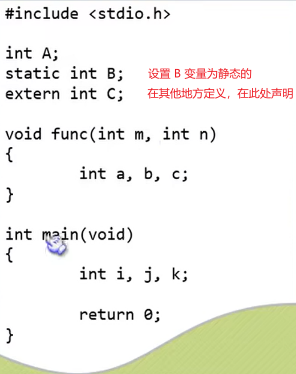 #include <stdio.h>
int A;
static int B; 设置 B 变量为静态的
extern int C; 在其他地方定义，在此处声明
void func(int m, int n)
{
int a, b, c;
}
int main(void)
{
int i, j, k;
return 0;
}